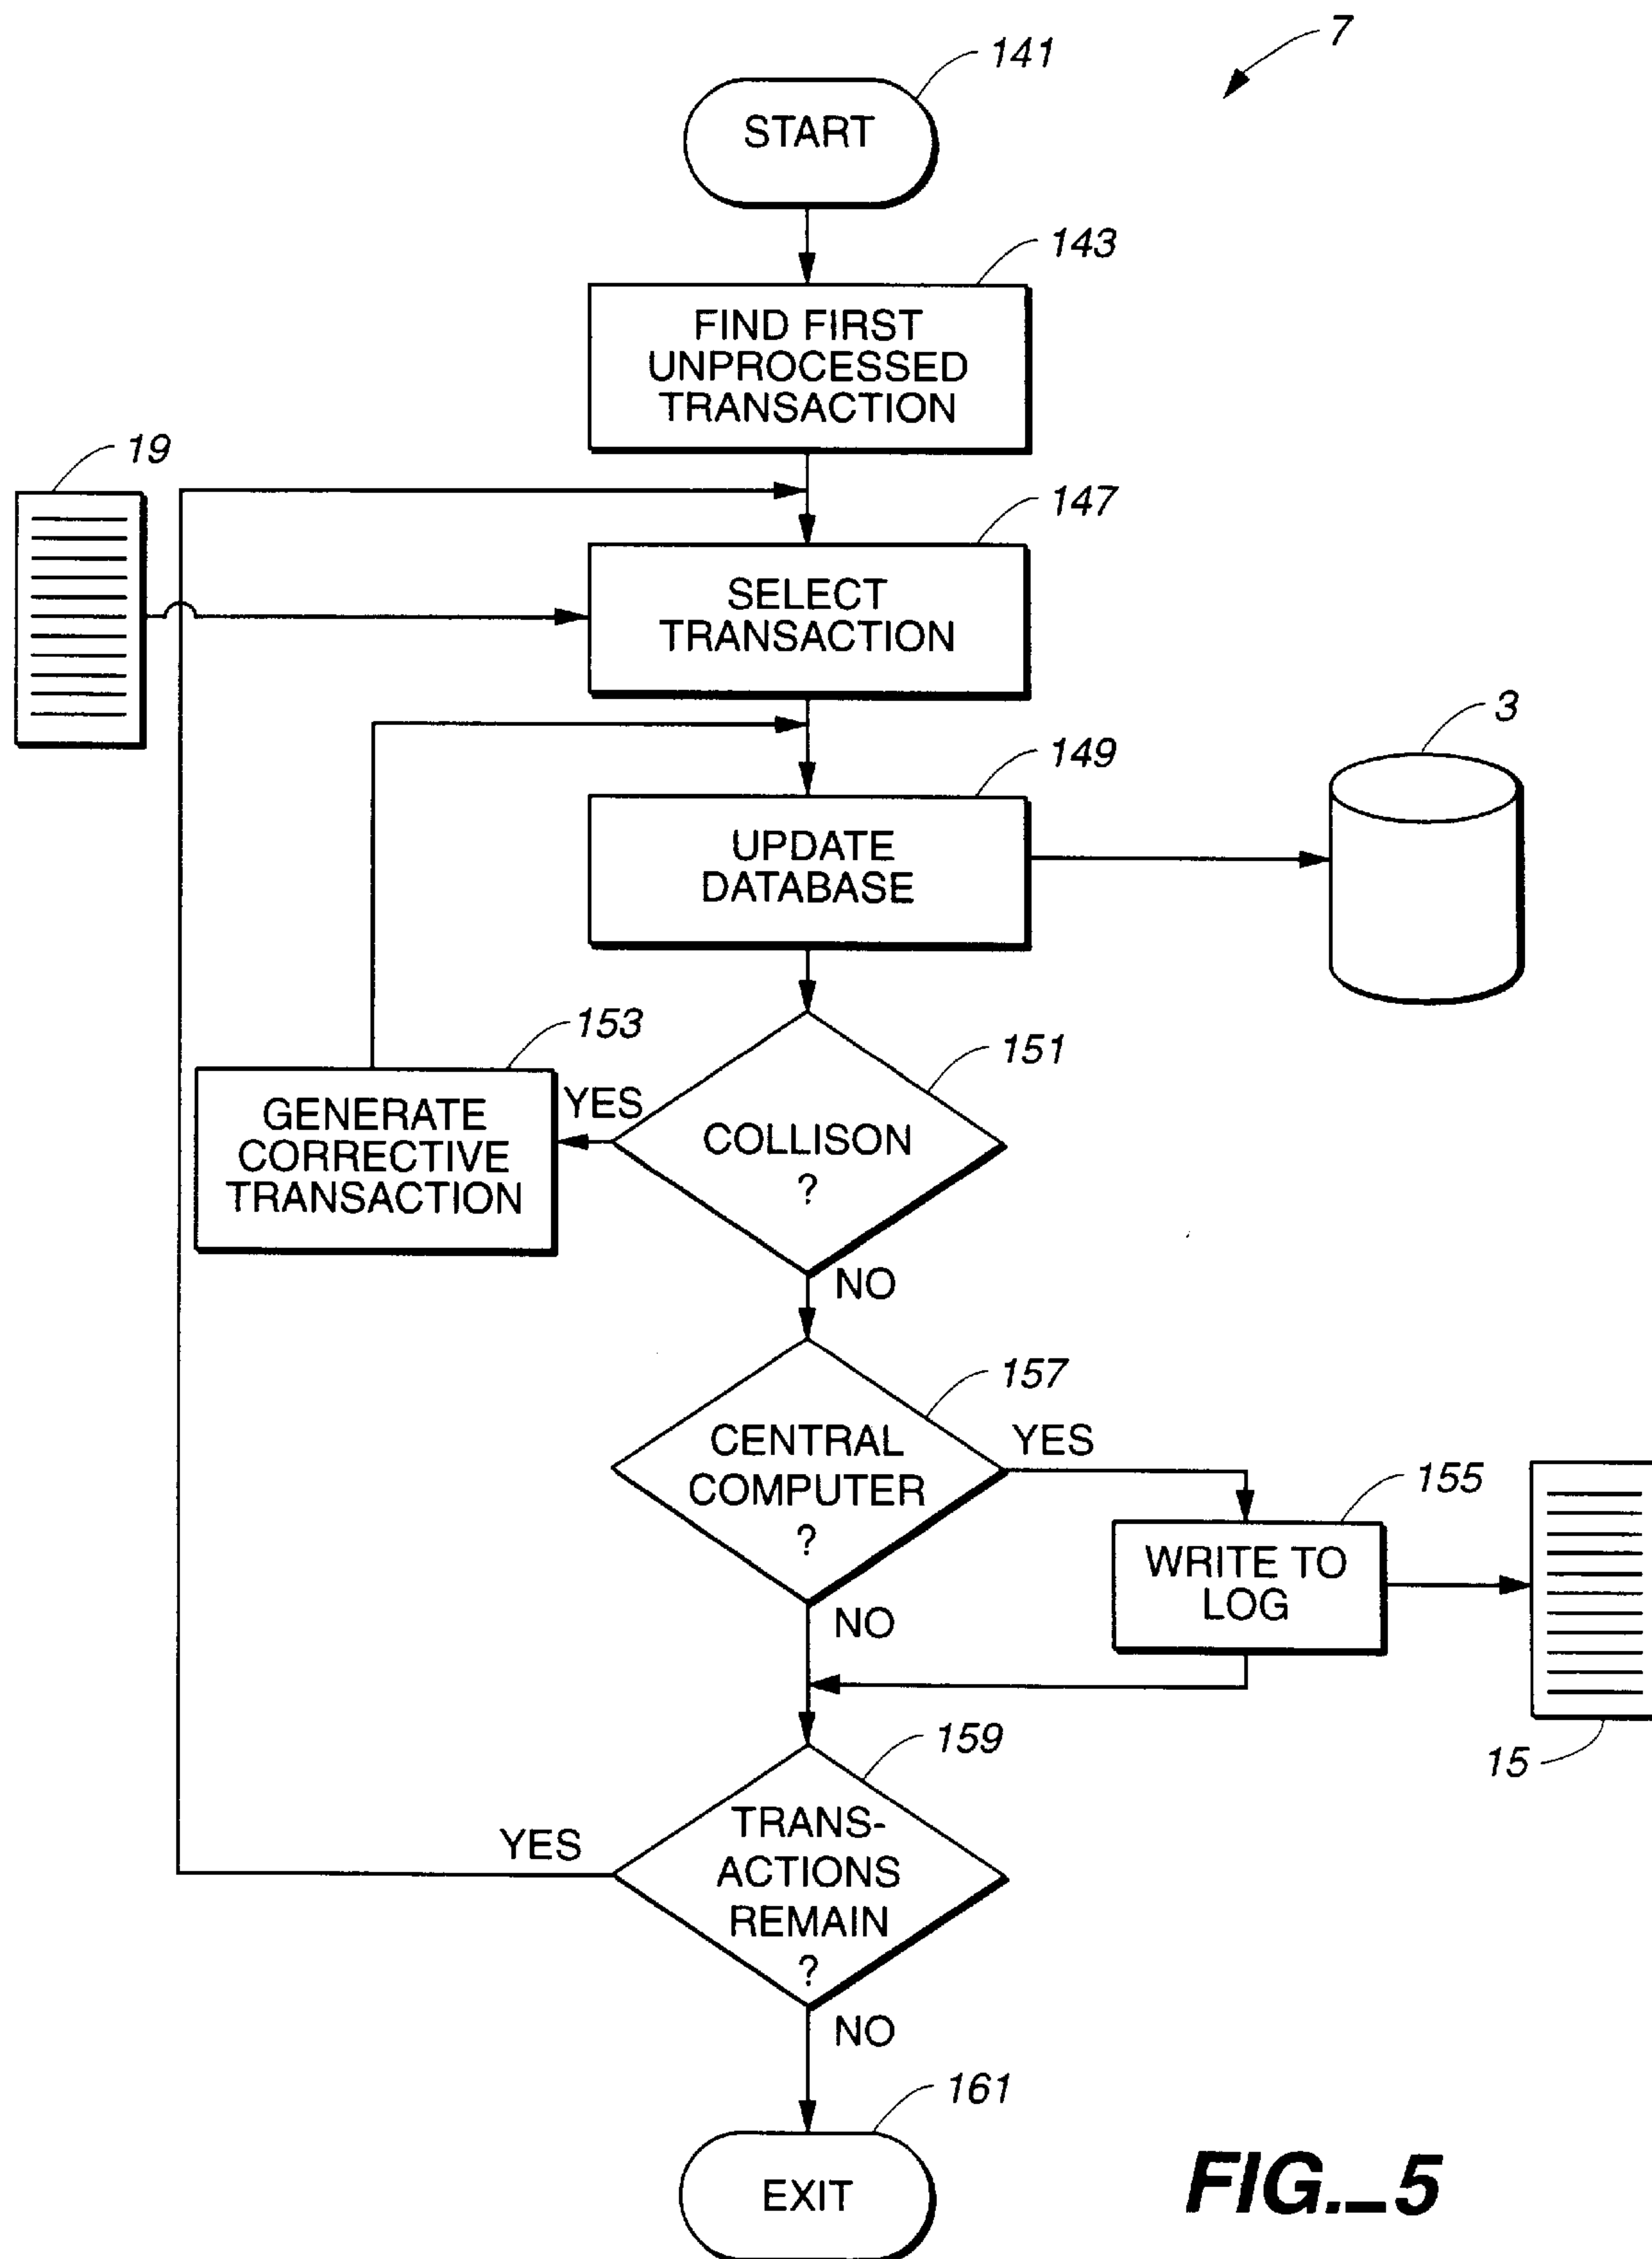 7
141
START
143
FIND FIRST
UNPROCESSED
TRANSACTION
19
147
SELECT
TRANSACTION
3
149
UPDATE
DATABASE
153
151
GENERATE
CORRECTIVE
TRANSACTION
YES
COLLISON
?
NO
157
CENTRAL
COMPUTER
?
YES
155
WRITE TO
LOG
NO
15
159
TRANS-
ACTIONS
REMAIN
?
YES
NO
161
EXIT
FIG._5